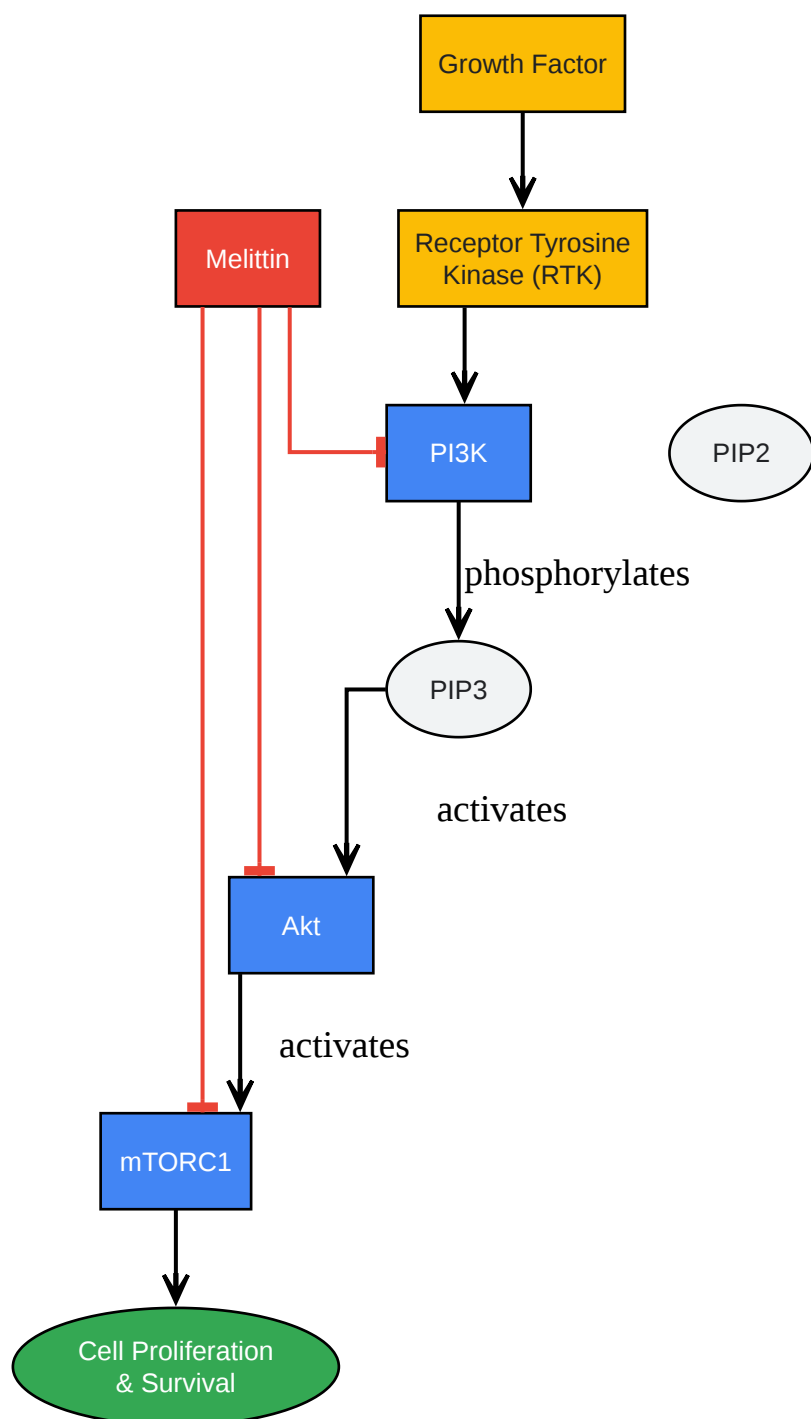 Growth Factor
Melittin
Receptor Tyrosine
Kinase (RTK)
PI3K
PIP2
phosphorylates
PIP3
activates
Akt
activates
mTORC1
Cell Proliferation
& Survival